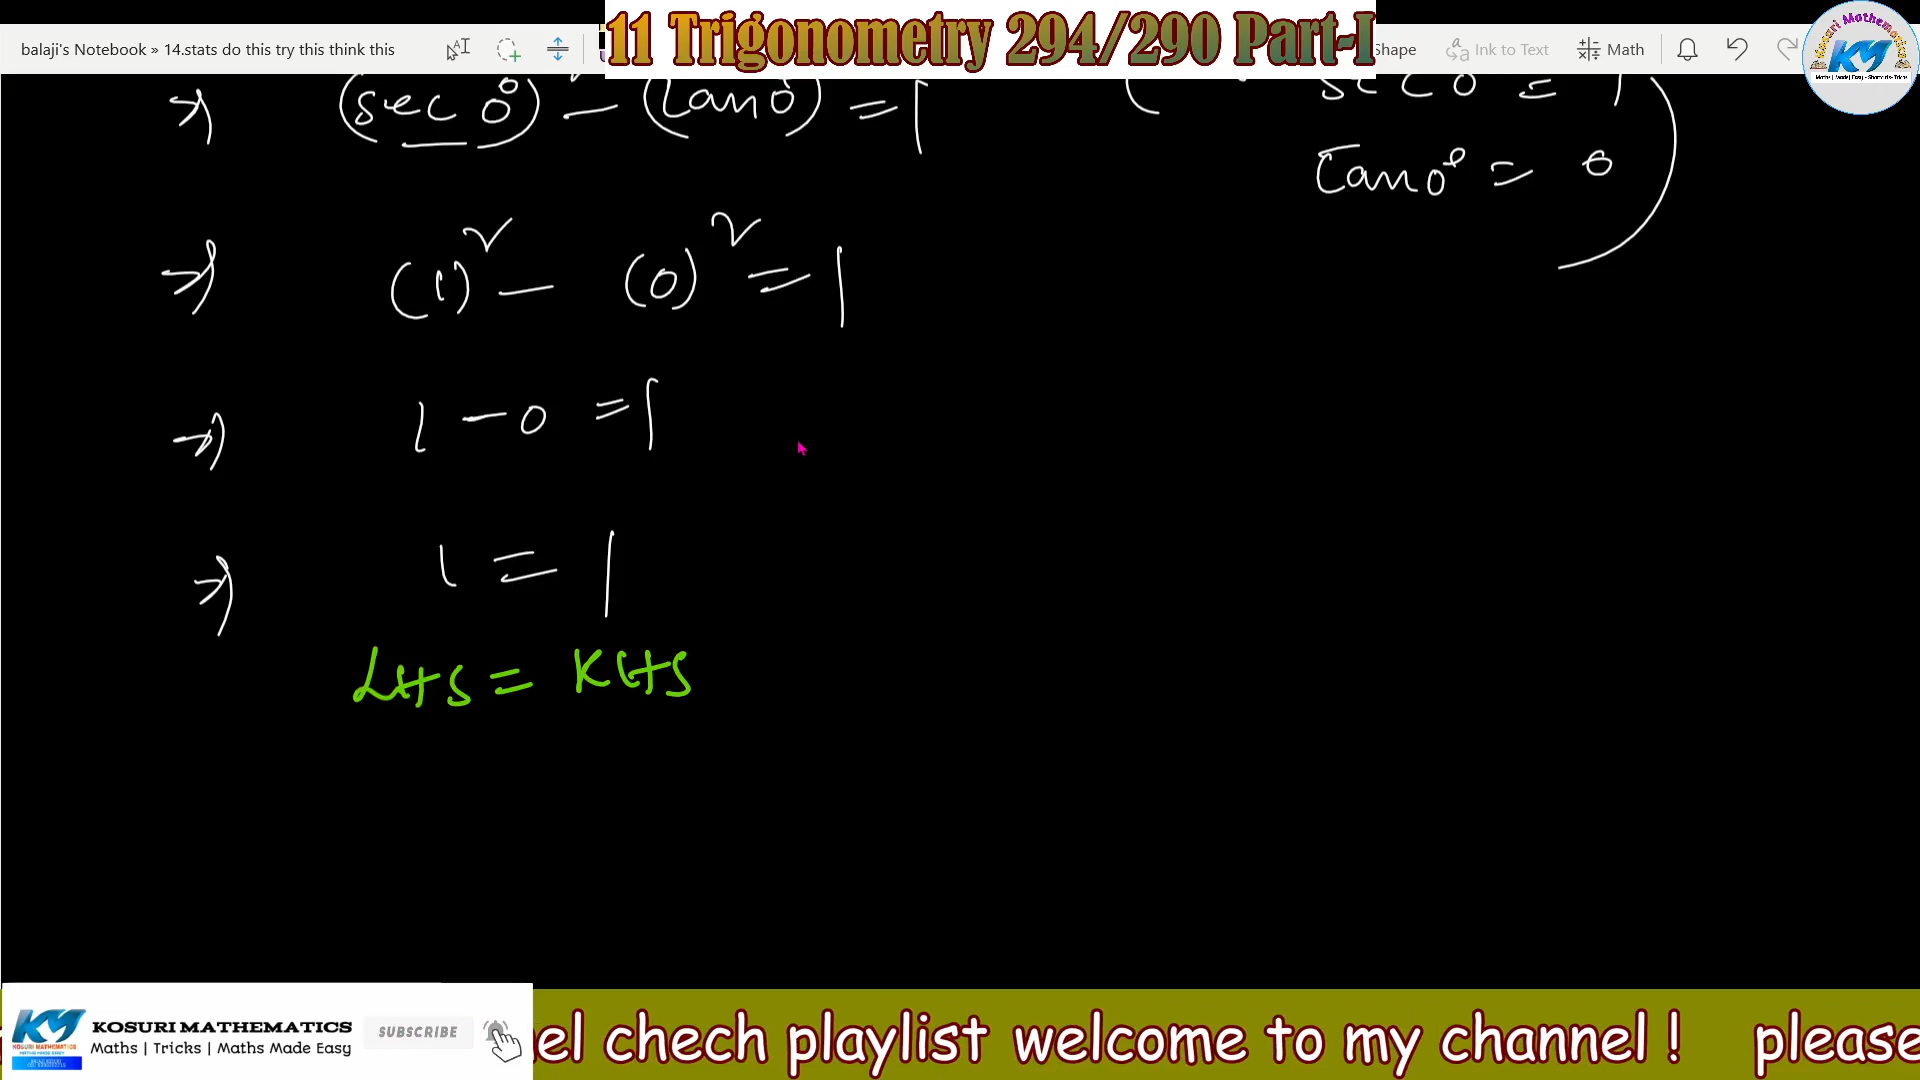 11 Trigonometry 294/290 Part-I
balaji's Notebook » 14.stats do this try this think this
Shape
Ink to Text
Math
⇒ (sec 0°)² - (tan 0°) = 1
sec 0 = 1
Tan 0° = 0
⇒ (1)² - (0)² = 1
⇒ 1 - 0 = 1
⇒ 1 = 1
LHS = RHS
KM
KOSURI MATHEMATICS
Maths | Tricks | Maths Made Easy
SUBSCRIBE
el chech playlist welcome to my channel ! please